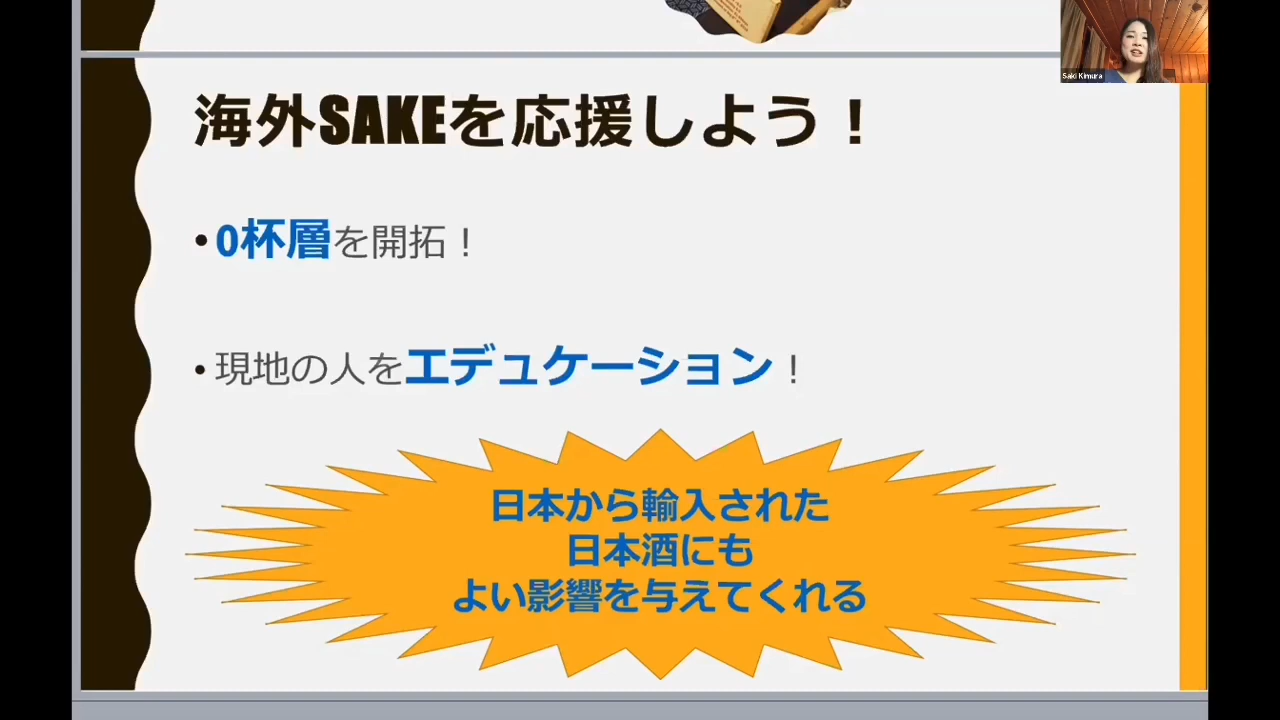 Saki Kimura
海外SAKEを応援しよう！
•0杯層を開拓！
•現地の人をエデュケーション！
日本から輸入された
日本酒にも
よい影響を与えてくれる